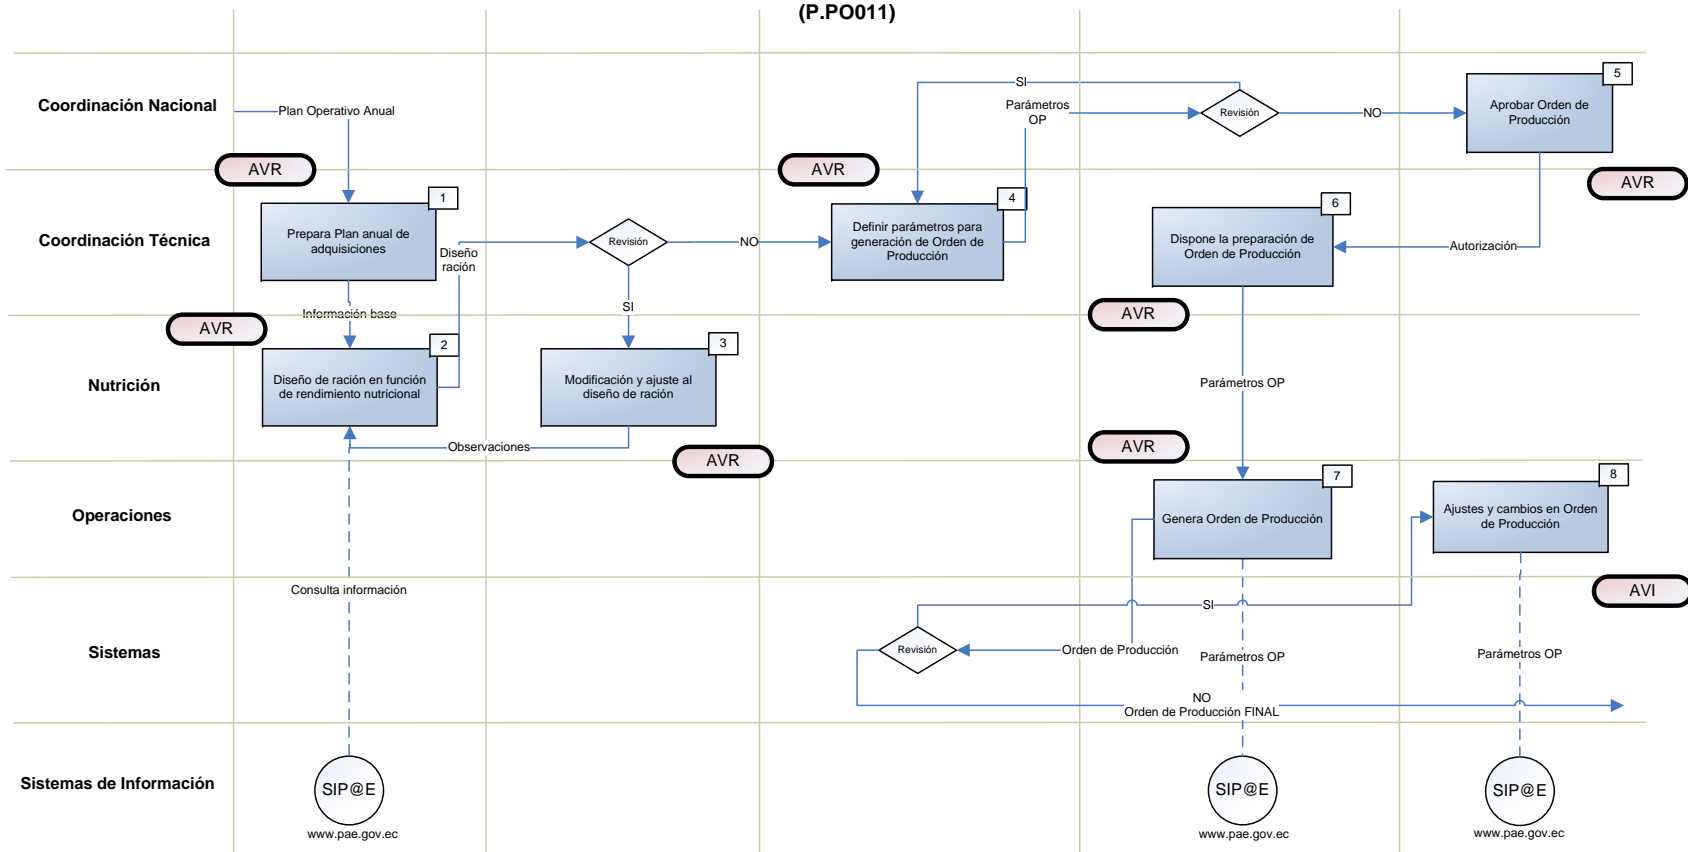 (P.PO011)
Coordinación Nacional
Plan Operativo Anual
SI
Parámetros
OP
Revisión
NO
5
Aprobar Orden de
Producción
AVR
AVR
AVR
Coordinación Técnica
1
Prepara Plan anual de
adquisiciones
Diseño
ración
Revisión
NO
4
Definir parámetros para
generación de Orden de
Producción
6
Dispone la preparación de
Orden de Producción
Autorización
Información base
SI
AVR
AVR
Nutrición
2
Diseño de ración en función
de rendimiento nutricional
3
Modificación y ajuste al
diseño de ración
Parámetros OP
Observaciones
AVR
AVR
Operaciones
7
Genera Orden de Producción
8
Ajustes y cambios en Orden
de Producción
Consulta información
AVI
SI
Sistemas
Revisión
Orden de Producción
Parámetros OP
Parámetros OP
NO
Orden de Producción FINAL
Sistemas de Información
SIP@E
www.pae.gov.ec
SIP@E
www.pae.gov.ec
SIP@E
www.pae.gov.ec